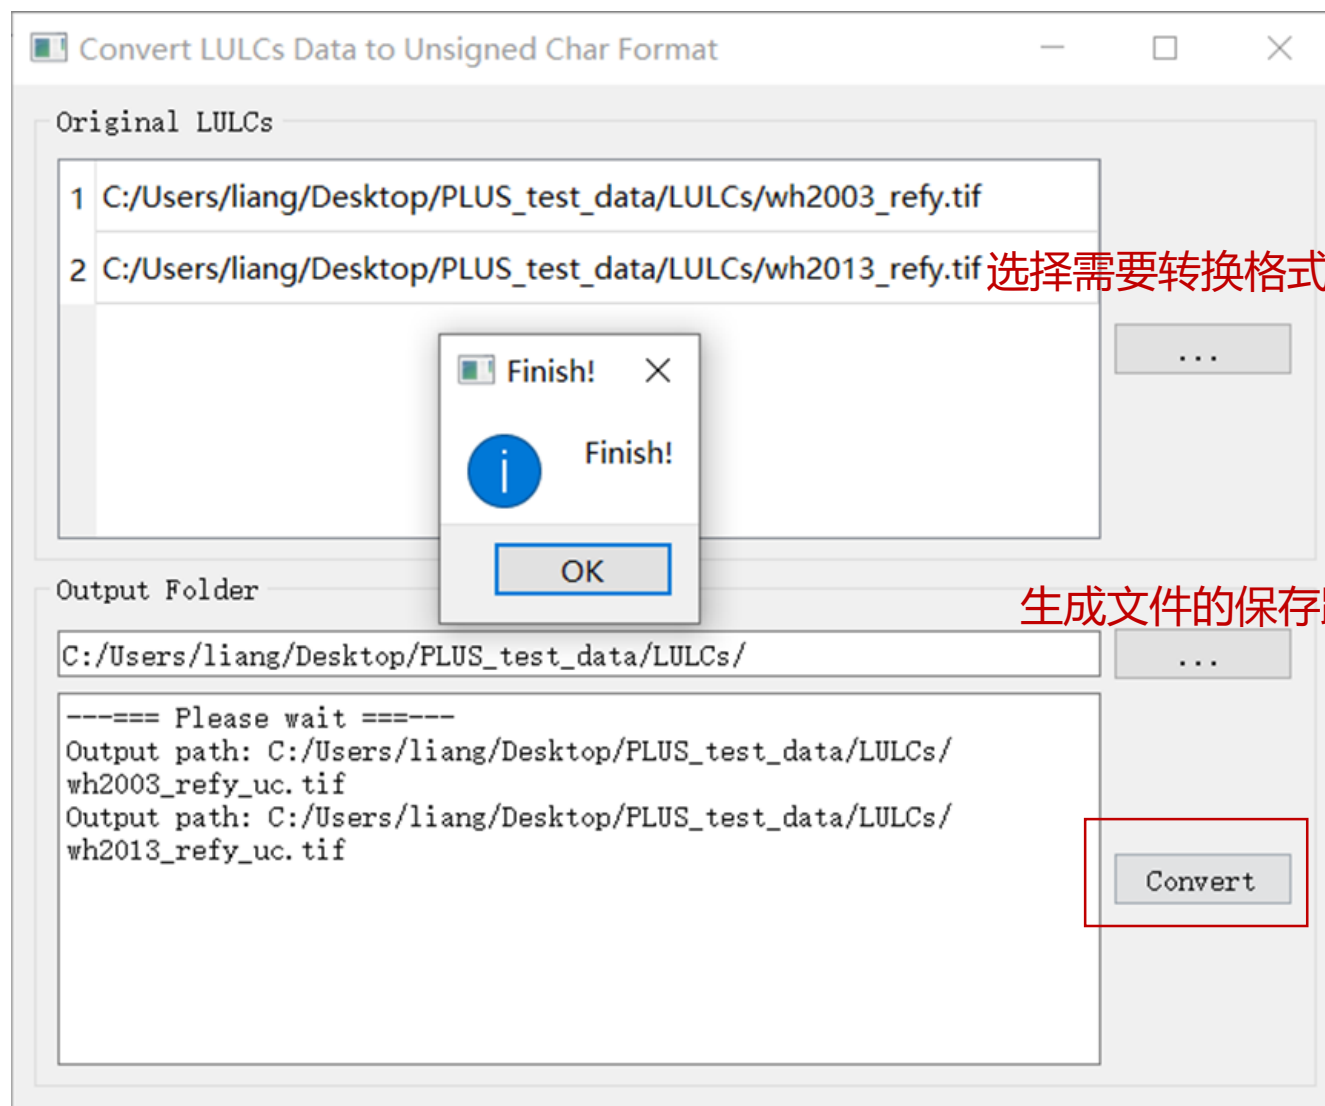 Convert LULCs Data to Unsigned Char Format
Original LULCs
1 C:/Users/liang/Desktop/PLUS_test_data/LULCs/wh2003_refy.tif
2 C:/Users/liang/Desktop/PLUS_test_data/LULCs/wh2013_refy.tif
选择需要转换格式
...
Finish!
Finish!
OK
Output Folder
生成文件的保存
C:/Users/liang/Desktop/PLUS_test_data/LULCs/
...
---=== Please wait ===---
Output path: C:/Users/liang/Desktop/PLUS_test_data/LULCs/
wh2003_refy_uc.tif
Output path: C:/Users/liang/Desktop/PLUS_test_data/LULCs/
wh2013_refy_uc.tif
Convert